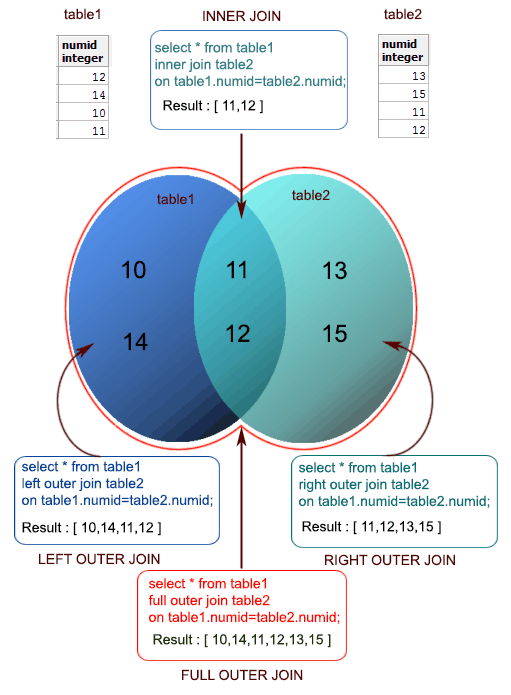 table1
INNER JOIN
table2
numid
integer
12
14
10
11
select * from table1
inner join table2
on table1.numid=table2.numid;
Result : [ 11,12 ]
numid
integer
13
15
11
12
table1
table2
10
11
13
14
12
15
select * from table1
left outer join table2
on table1.numid=table2.numid;
Result : [ 10,14,11,12 ]
LEFT OUTER JOIN
select * from table1
right outer join table2
on table1.numid=table2.numid;
Result : [ 11,12,13,15 ]
RIGHT OUTER JOIN
select * from table1
full outer join table2
on table1.numid=table2.numid;
Result : [ 10,14,11,12,13,15 ]
FULL OUTER JOIN